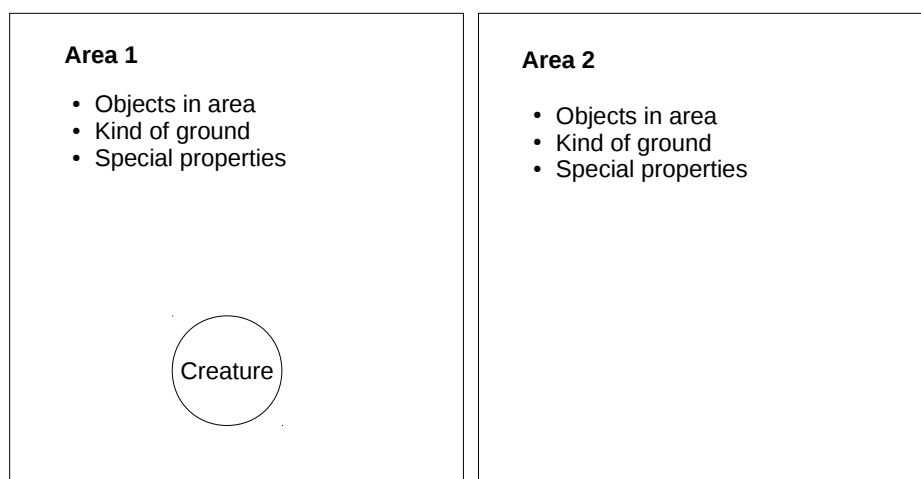 Area 1
• Objects in area
• Kind of ground
• Special properties
Creature
Area 2
• Objects in area
• Kind of ground
• Special properties